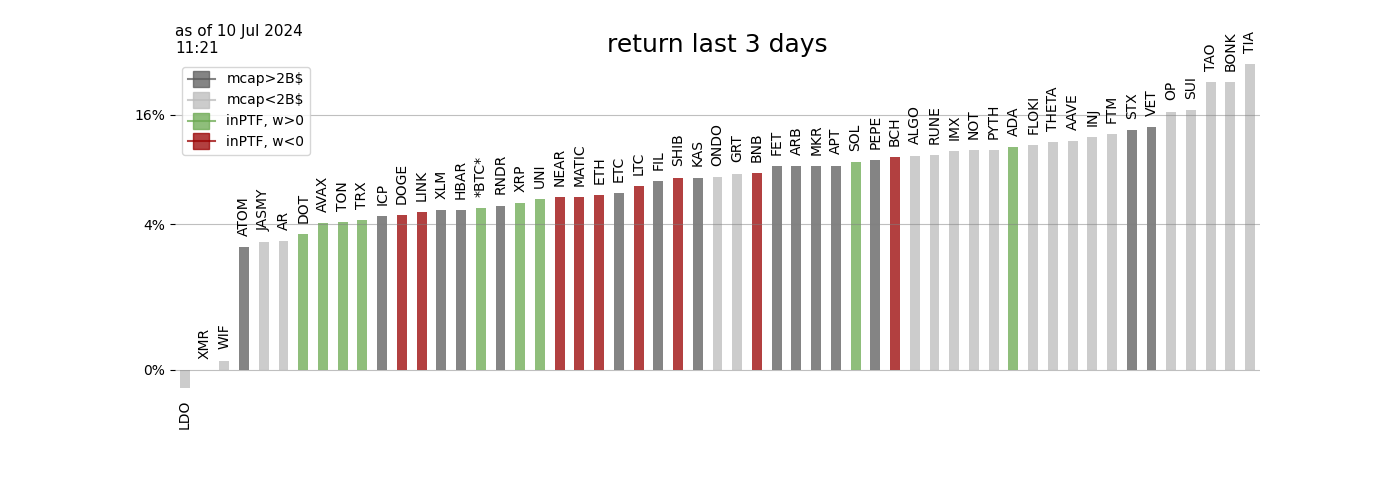 as of 10 Jul 2024
11:21
return last 3 days
mcap>2B$
mcap<2B$
inPTF, w>0
inPTF, w<0
16%
4%
0%
LDO
XMR
WIF
ATOM
JASMY
AR
DOT
AVAX
TON
TRX
ICP
DOGE
LINK
XLM
HBAR
*BTC*
RNDR
XRP
UNI
NEAR
MATIC
ETH
ETC
LTC
FIL
SHIB
KAS
ONDO
GRT
BNB
FET
ARB
MKR
APT
SOL
PEPE
BCH
ALGO
RUNE
IMX
NOT
PYTH
ADA
FLOKI
THETA
AAVE
INJ
FTM
STX
VET
OP
SUI
TAO
BONK
TIA